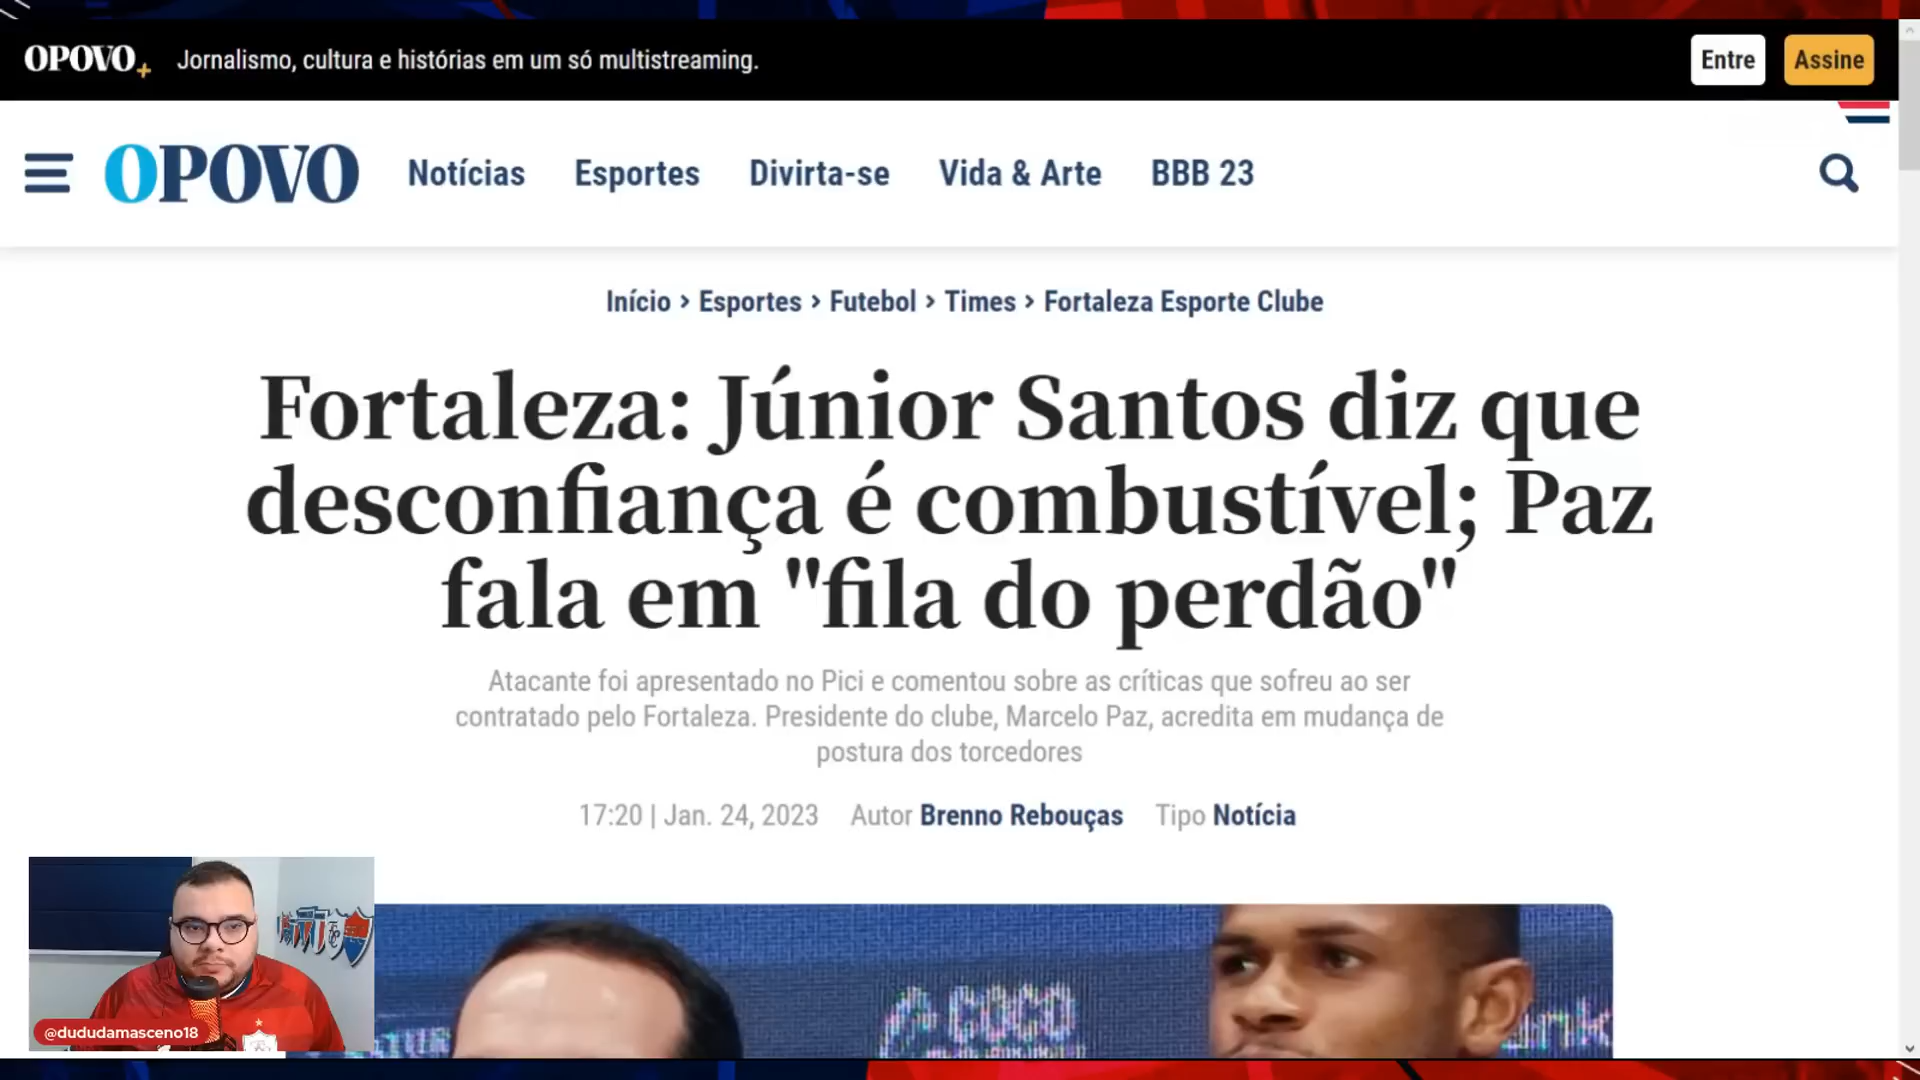 OPOVO+ Jornalismo, cultura e histórias em um só multistreaming. Entre Assine
OPOVO Notícias Esportes Divirta-se Vida & Arte BBB 23
Início > Esportes > Futebol > Times > Fortaleza Esporte Clube
Fortaleza: Júnior Santos diz que
desconfiança é combustível; Paz
fala em "fila do perdão"
Atacante foi apresentado no Pici e comentou sobre as críticas que sofreu ao ser
contratado pelo Fortaleza. Presidente do clube, Marcelo Paz, acredita em mudança de
postura dos torcedores
17:20 | Jan. 24, 2023 Autor Brenno Rebouças Tipo Notícia
COCO
@dududamasceno18